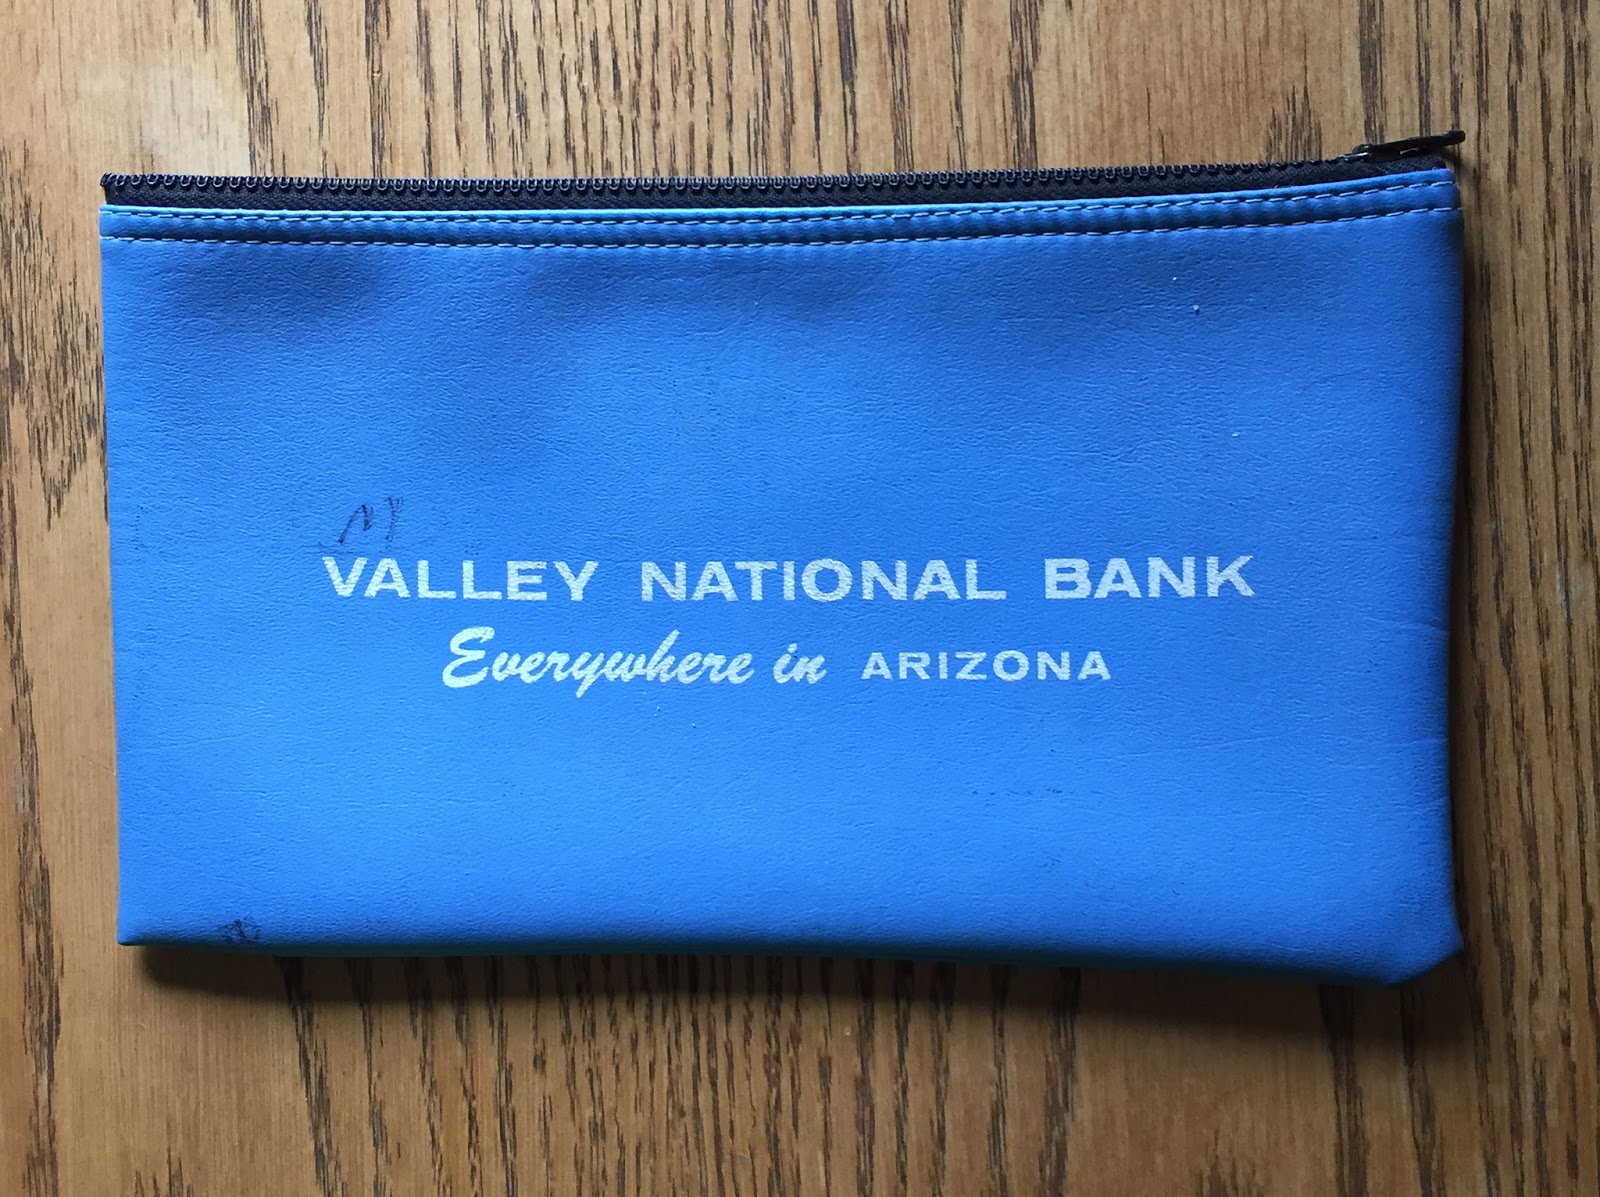 VALLEY NATIONAL BANK
Everywhere in ARIZONA